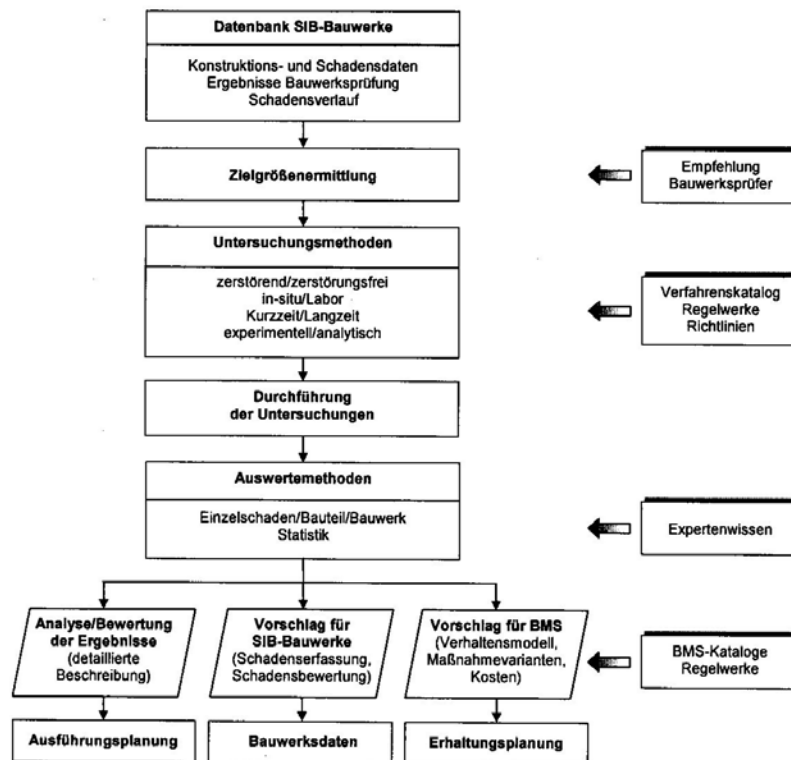 Datenbank SIB-Bauwerke
Konstruktions- und Schadensdaten
Ergebnisse Bauwerksprüfung
Schadensverlauf
Zielgrößenermittlung
Empfehlung
Bauwerksprüfer
Untersuchungsmethoden
zerstörend/zerstörungsfrei
in-situ/Labor
Kurzzeit/Langzeit
experimentell/analytisch
Verfahrenskatalog
Regelwerke
Richtlinien
Durchführung
der Untersuchungen
Auswertemethoden
Einzelschaden/Bauteil/Bauwerk
Statistik
Expertenwissen
Analyse/Bewertung
der Ergebnisse
(detaillierte
Beschreibung)
Vorschlag für
SIB-Bauwerke
(Schadenserfassung,
Schadensbewertung)
Vorschlag für BMS
(Verhaltensmodell,
Maßnahmevarianten,
Kosten)
BMS-Kataloge
Regelwerke
Ausführungsplanung
Bauwerksdaten
Erhaltungsplanung